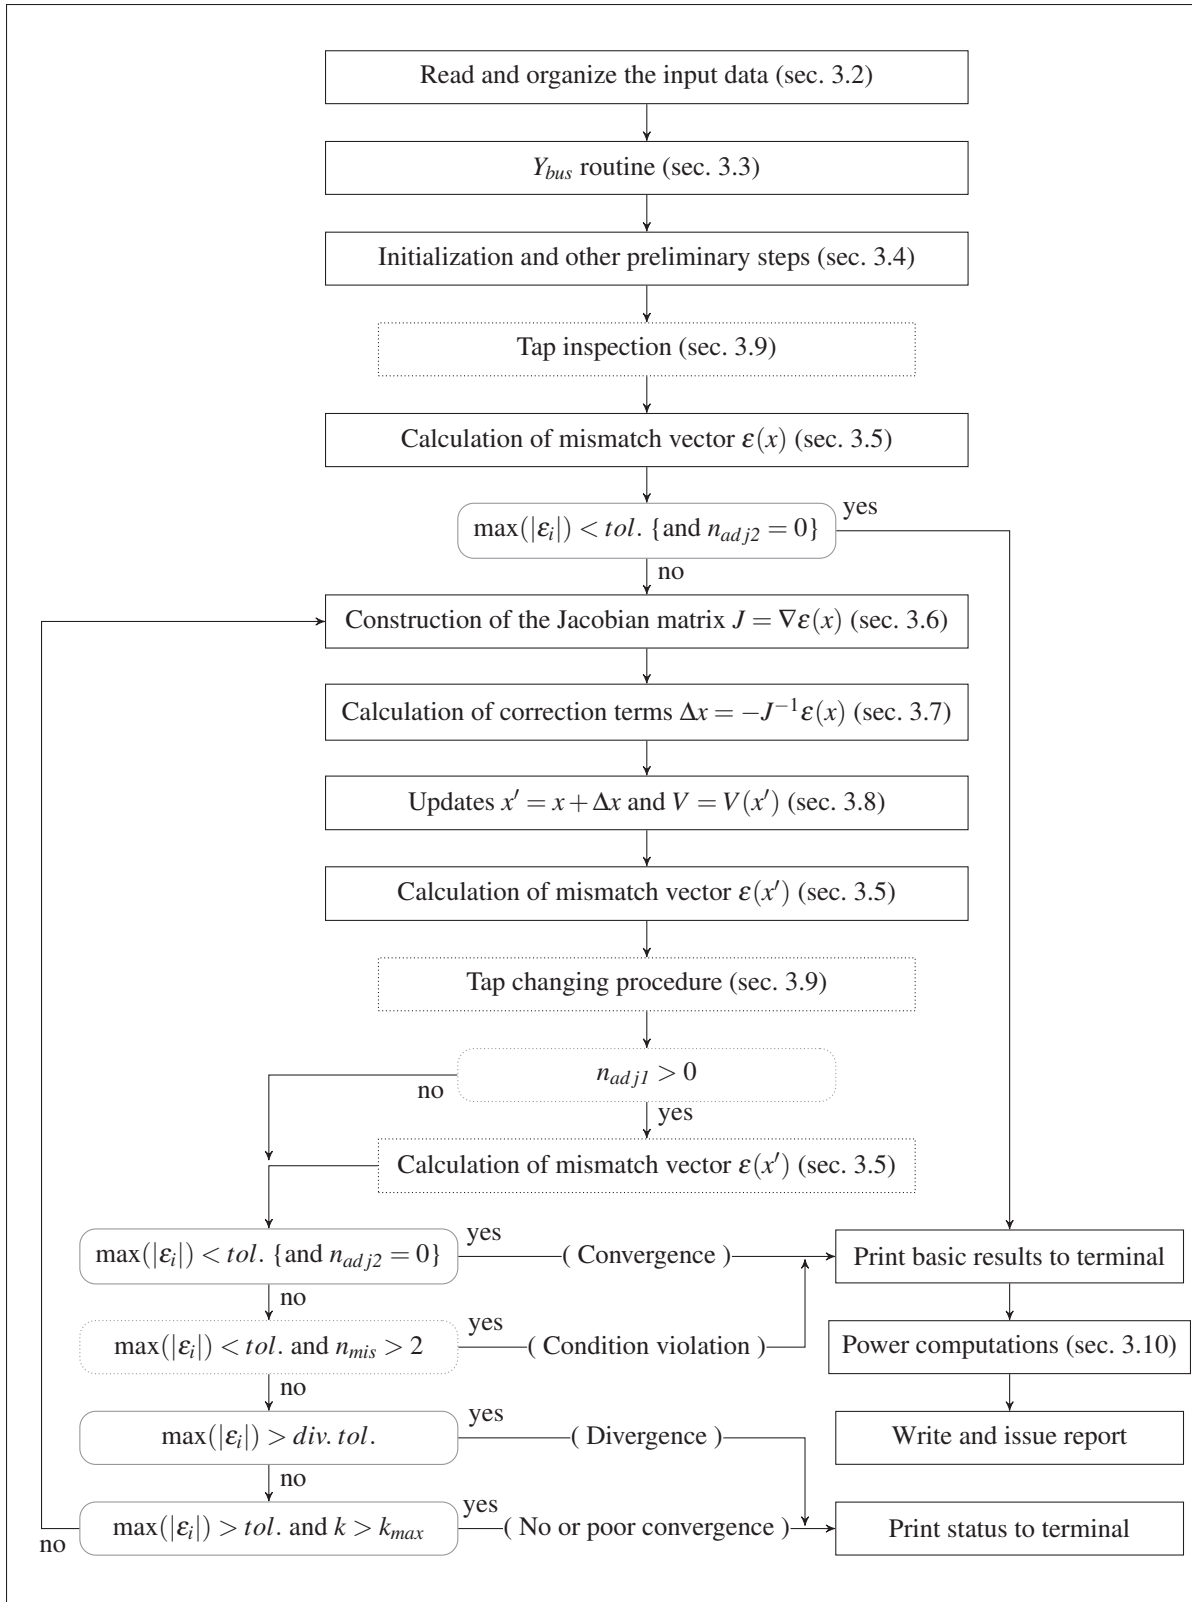 Read and organize the input data (sec. 3.2)
Y_bus routine (sec. 3.3)
Initialization and other preliminary steps (sec. 3.4)
Tap inspection (sec. 3.9)
Calculation of mismatch vector ε(x) (sec. 3.5)
max(|ε_i|) < tol. {and n_adj2 = 0}
yes
no
Construction of the Jacobian matrix J = ∇ε(x) (sec. 3.6)
Calculation of correction terms Δx = −J⁻¹ε(x) (sec. 3.7)
Updates x′ = x + Δx and V = V(x′) (sec. 3.8)
Calculation of mismatch vector ε(x′) (sec. 3.5)
Tap changing procedure (sec. 3.9)
n_adj1 > 0
no
yes
Calculation of mismatch vector ε(x′) (sec. 3.5)
max(|ε_i|) < tol. {and n_adj2 = 0}
yes
( Convergence )
Print basic results to terminal
no
max(|ε_i|) < tol. and n_mis > 2
yes
( Condition violation )
Power computations (sec. 3.10)
no
max(|ε_i|) > div. tol.
yes
( Divergence )
Write and issue report
no
max(|ε_i|) > tol. and k > k_max
yes
( No or poor convergence )
Print status to terminal
no